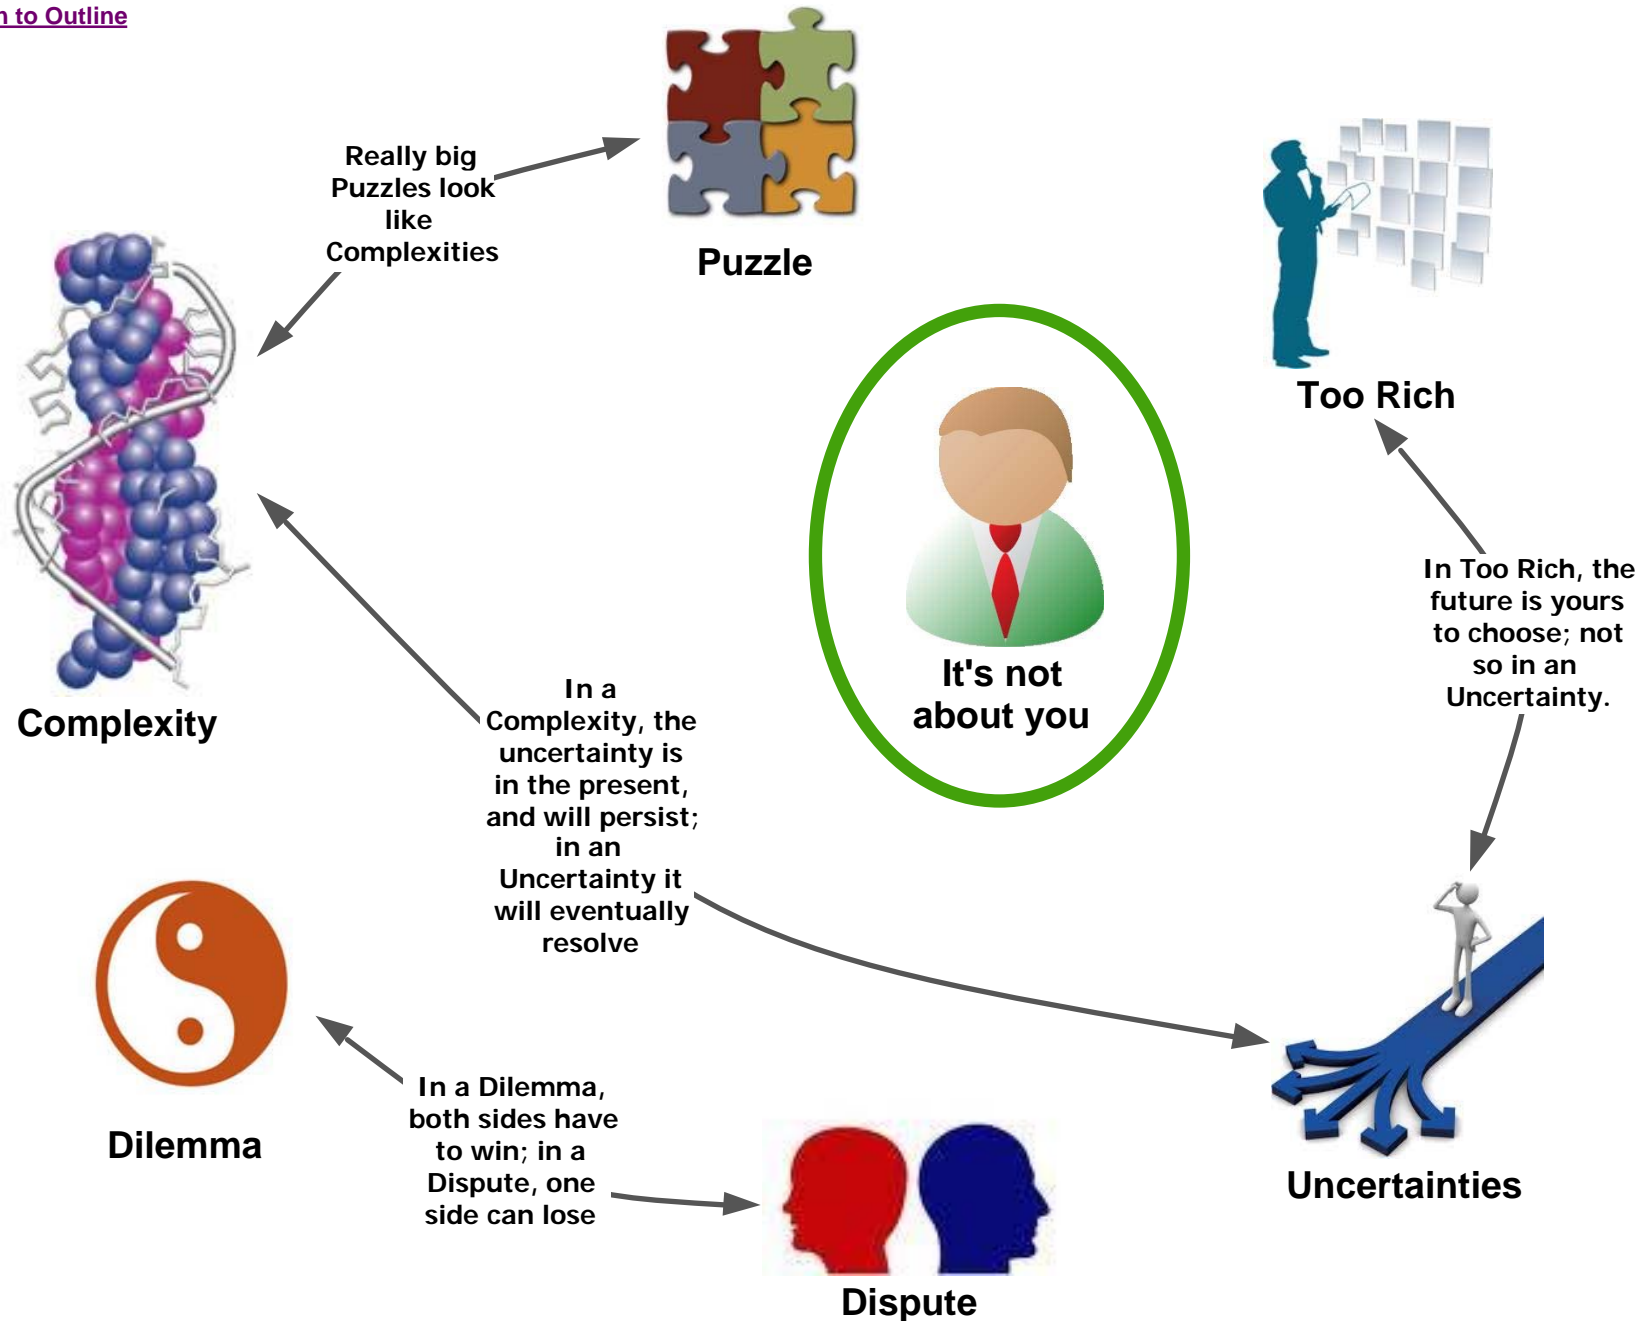 to Outline
Really big
Puzzles look
like
Complexities
Puzzle
Too Rich
Complexity
It's not
about you
In Too Rich, the
future is yours
to choose; not
so in an
Uncertainty.
In a
Complexity, the
uncertainty is
in the present,
and will persist;
in an
Uncertainty it
will eventually
resolve
Dilemma
In a Dilemma,
both sides have
to win; in a
Dispute, one
side can lose
Uncertainties
Dispute